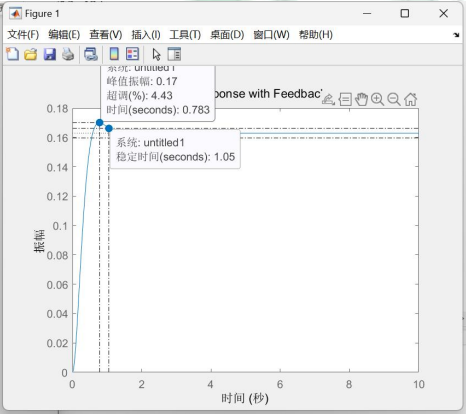 Figure 1
文件(F) 编辑(E) 查看(V) 插入(I) 工具(T) 桌面(D) 窗口(W) 帮助(H)
系统: untitled1
峰值振幅: 0.17
超调(%): 4.43
时间(seconds): 0.783
onse with Feedbac
系统: untitled1
稳定时间(seconds): 1.05
0.18
0.16
0.14
0.12
0.1
0.08
0.06
0.04
0.02
0
振幅
0 2 4 6 8 10
时间 (秒)